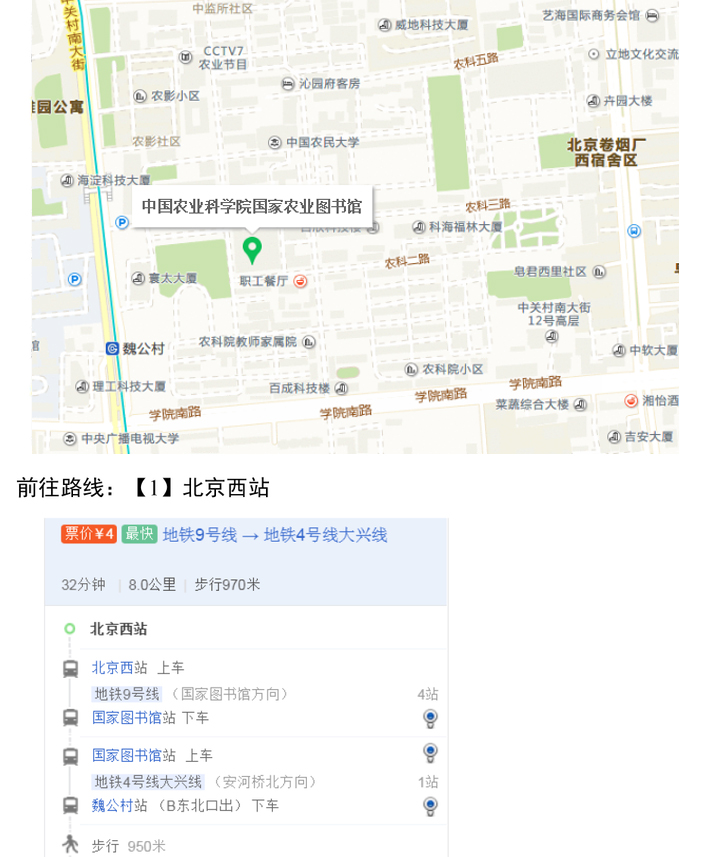 中监所社区
艺海国际商务会馆
威地科技大厦
中关村南大街
CCTV7
农业节目
立地文化交流
农科五路
沁园府客房
农影小区
卉园大楼
园公寓
农影社区
中国农民大学
北京卷烟厂
西宿舍区
海淀科技大厦
中国农业科学院国家农业图书馆
农科三路
P
科海福林大厦
农科二路
寰太大厦
职工餐厅
皂君西里社区
P
中关村南大街
12号高层
农科院教师家属院
魏公村
馆
中软大厦
农科院小区
理工科技大厦
百成科技楼
学院南路
学院南路
学院南路
学院南路
菜蔬综合大楼
湘怡酒
中央广播电视大学
吉安大厦
前往路线：【1】北京西站
票价¥4 最快 地铁9号线 → 地铁4号线大兴线
32分钟 | 8.0公里 | 步行970米
北京西站
北京西站 上车
地铁9号线 （国家图书馆方向） 4站
国家图书馆站 下车
国家图书馆站 上车
地铁4号线大兴线 （安河桥北方向） 1站
魏公村站 （B东北口出） 下车
步行 950米